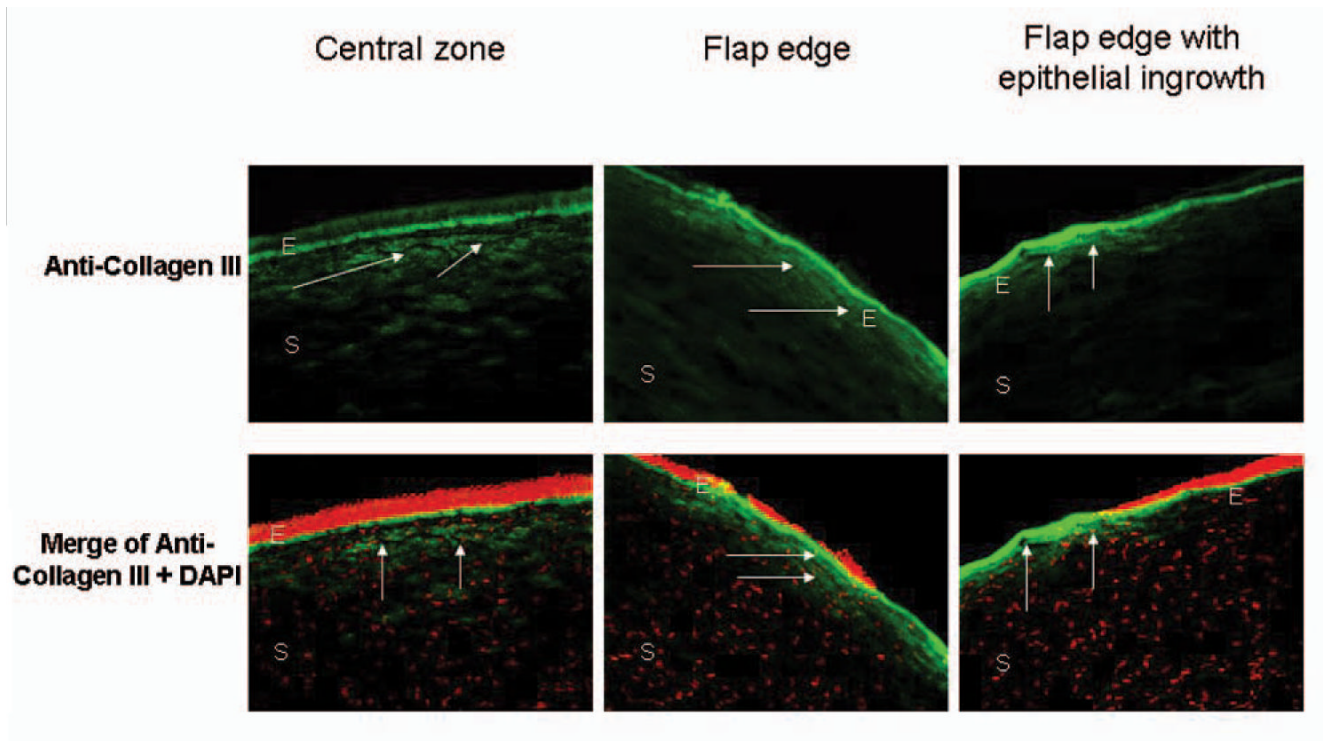 Central zone
Flap edge
Flap edge with
epithelial ingrowth
Anti-Collagen III
E
S
E
S
E
S
Merge of Anti-
Collagen III + DAPI
E
S
E
S
E
S